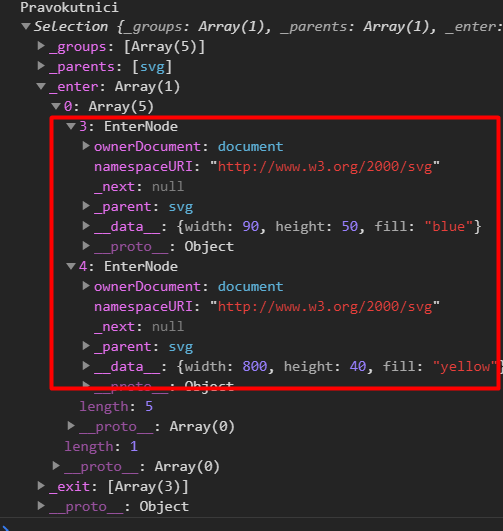 Pravokutnici
▼Selection {_groups: Array(1), _parents: Array(1), _enter:
▶_groups: [Array(5)]
▶_parents: [svg]
▼_enter: Array(1)
▼0: Array(5)
▼3: EnterNode
▶ownerDocument: document
namespaceURI: "http://www.w3.org/2000/svg"
_next: null
▶_parent: svg
▶__data__: {width: 90, height: 50, fill: "blue"}
▶__proto__: Object
▼4: EnterNode
▶ownerDocument: document
namespaceURI: "http://www.w3.org/2000/svg"
_next: null
▶_parent: svg
▶__data__: {width: 800, height: 40, fill: "yellow"}
▶__proto__: Object
length: 5
▶__proto__: Array(0)
length: 1
▶__proto__: Array(0)
▶_exit: [Array(3)]
▶__proto__: Object